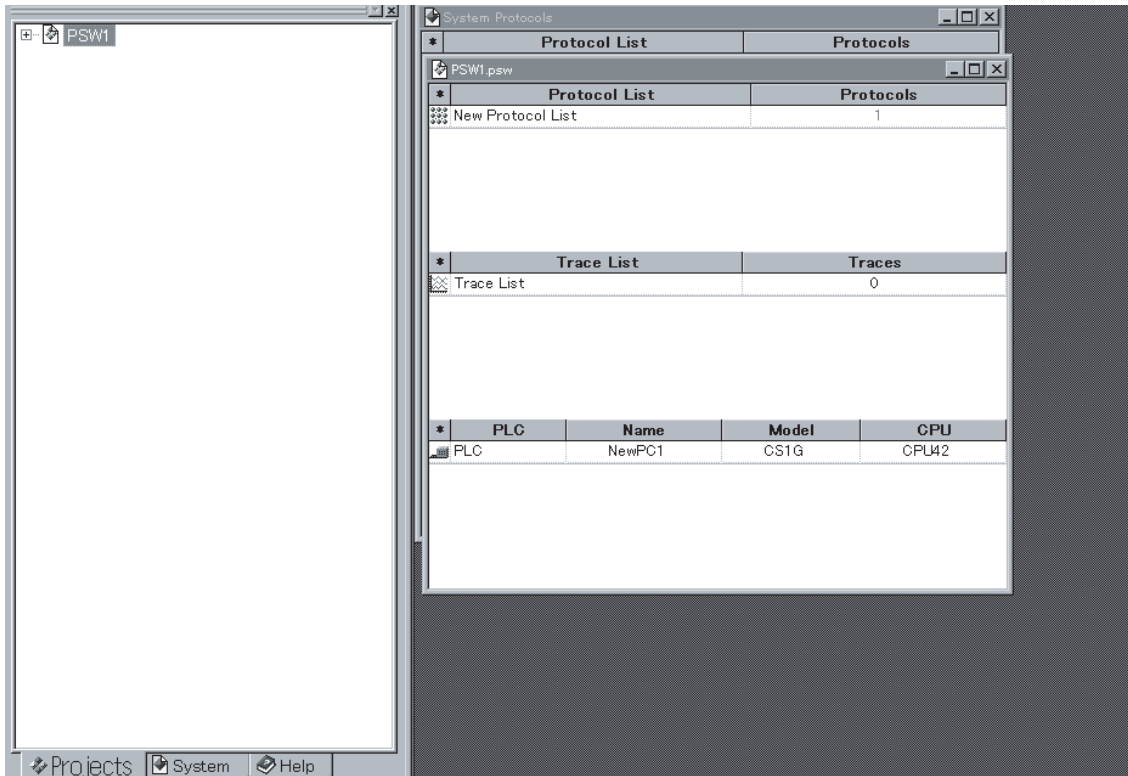 PSW1
Projects System Help
System Protocols
* Protocol List Protocols
PSW1.psw
* Protocol List Protocols
New Protocol List 1
* Trace List Traces
Trace List 0
* PLC Name Model CPU
PLC NewPC1 CS1G CPU42